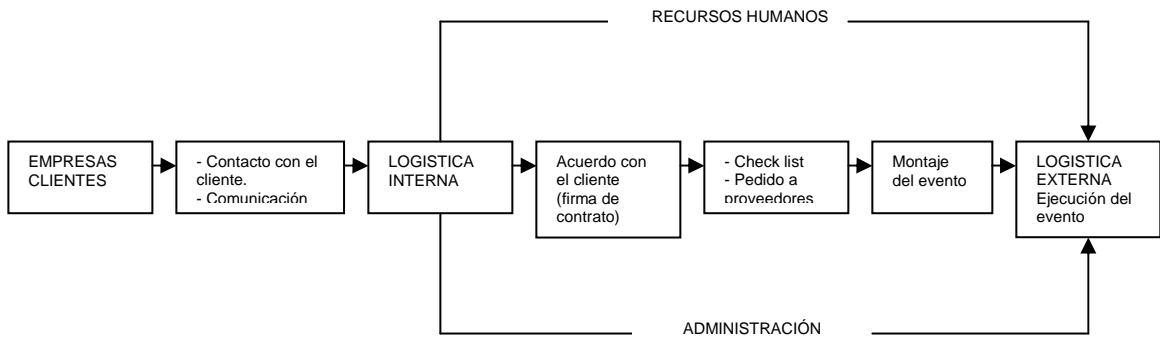 RECURSOS HUMANOS
EMPRESAS
CLIENTES
- Contacto con el
cliente.
- Comunicación
LOGISTICA
INTERNA
Acuerdo con
el cliente
(firma de
contrato)
- Check list
- Pedido a
proveedores
Montaje
del evento
LOGISTICA
EXTERNA
Ejecución del
evento
ADMINISTRACIÓN